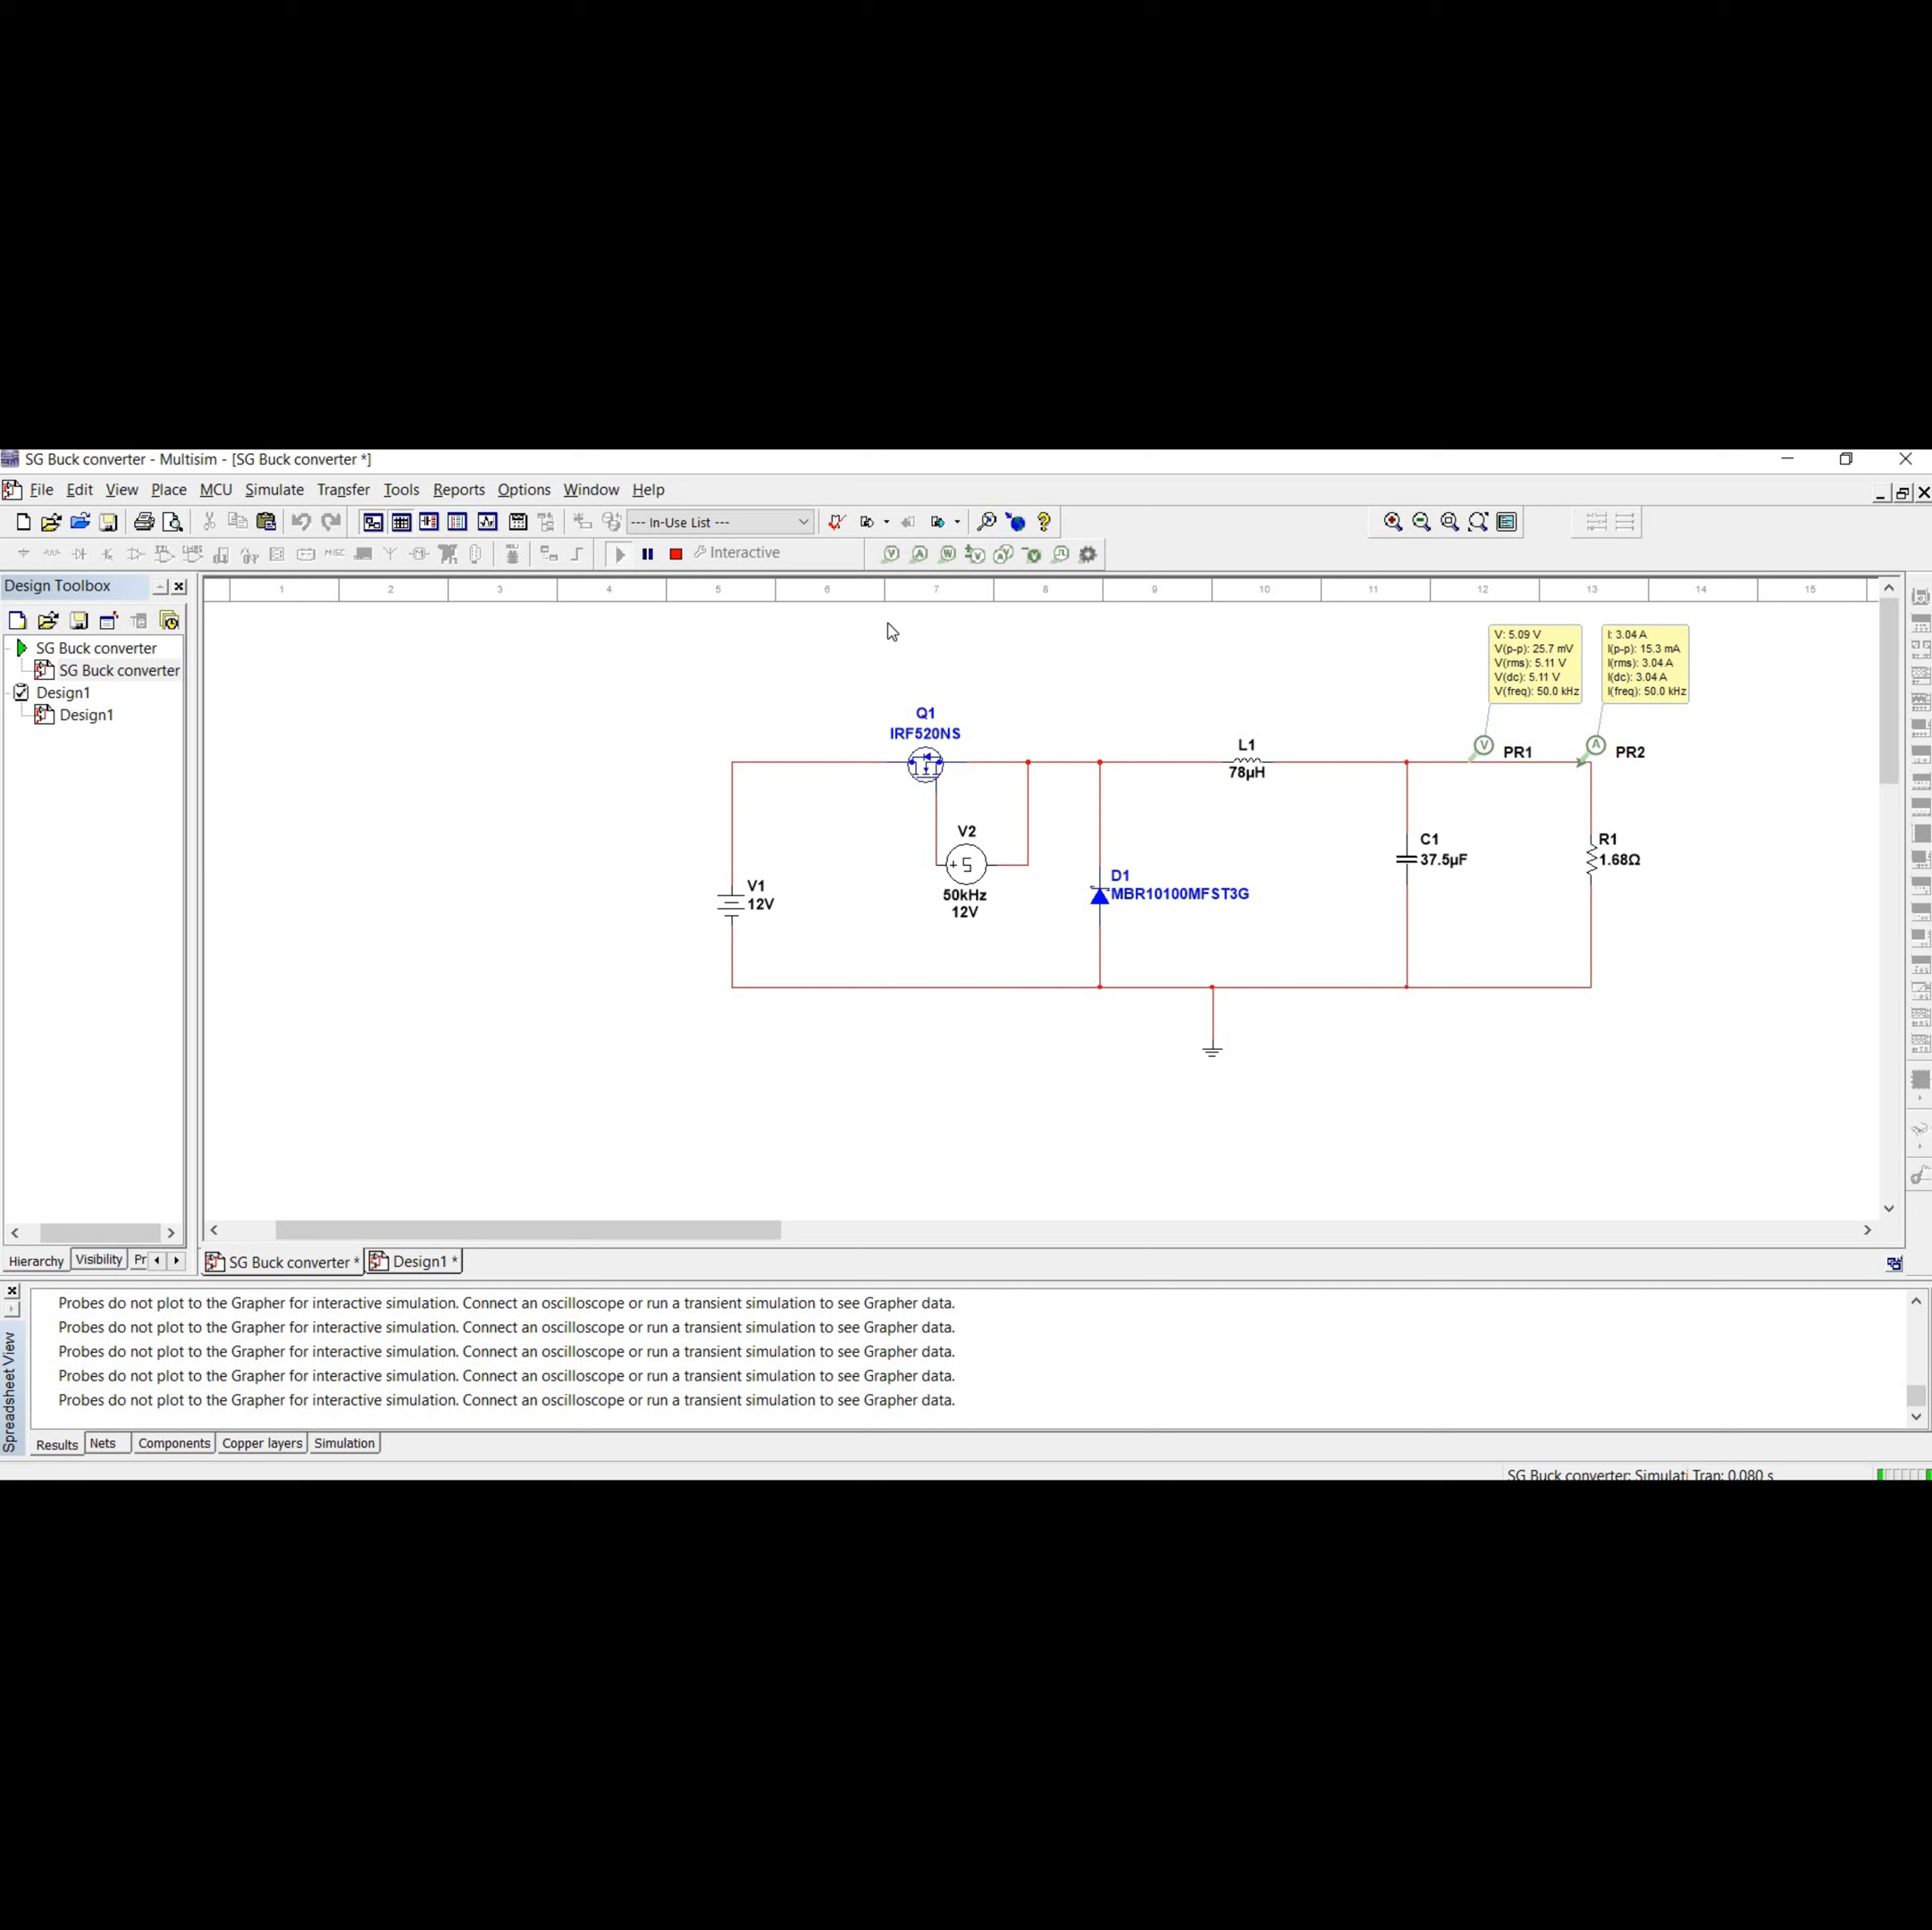 SG Buck converter - Multisim - [SG Buck converter *]
File Edit View Place MCU Simulate Transfer Tools Reports Options Window Help
--- In-Use List ---
MISC
Interactive
Design Toolbox
SG Buck converter
SG Buck converter
Design1
Design1
1 2 3 4 5 6 7 8 9 10 11 12 13 14 15
V: 5.09 V
V(p-p): 25.7 mV
V(rms): 5.11 V
V(dc): 5.11 V
V(freq): 50.0 kHz
I: 3.04 A
I(p-p): 15.3 mA
I(rms): 3.04 A
I(dc): 3.04 A
I(freq): 50.0 kHz
Q1
IRF520NS
L1
78µH
V
PR1
A
PR2
V2
50kHz
12V
V1
12V
D1
MBR10100MFST3G
C1
37.5µF
R1
1.68Ω
Hierarchy Visibility Pr
SG Buck converter * Design1 *
Probes do not plot to the Grapher for interactive simulation. Connect an oscilloscope or run a transient simulation to see Grapher data.
Probes do not plot to the Grapher for interactive simulation. Connect an oscilloscope or run a transient simulation to see Grapher data.
Probes do not plot to the Grapher for interactive simulation. Connect an oscilloscope or run a transient simulation to see Grapher data.
Probes do not plot to the Grapher for interactive simulation. Connect an oscilloscope or run a transient simulation to see Grapher data.
Probes do not plot to the Grapher for interactive simulation. Connect an oscilloscope or run a transient simulation to see Grapher data.
Spreadsheet View
Results Nets Components Copper layers Simulation
SG Buck converter: Simulati Tran: 0.080 s